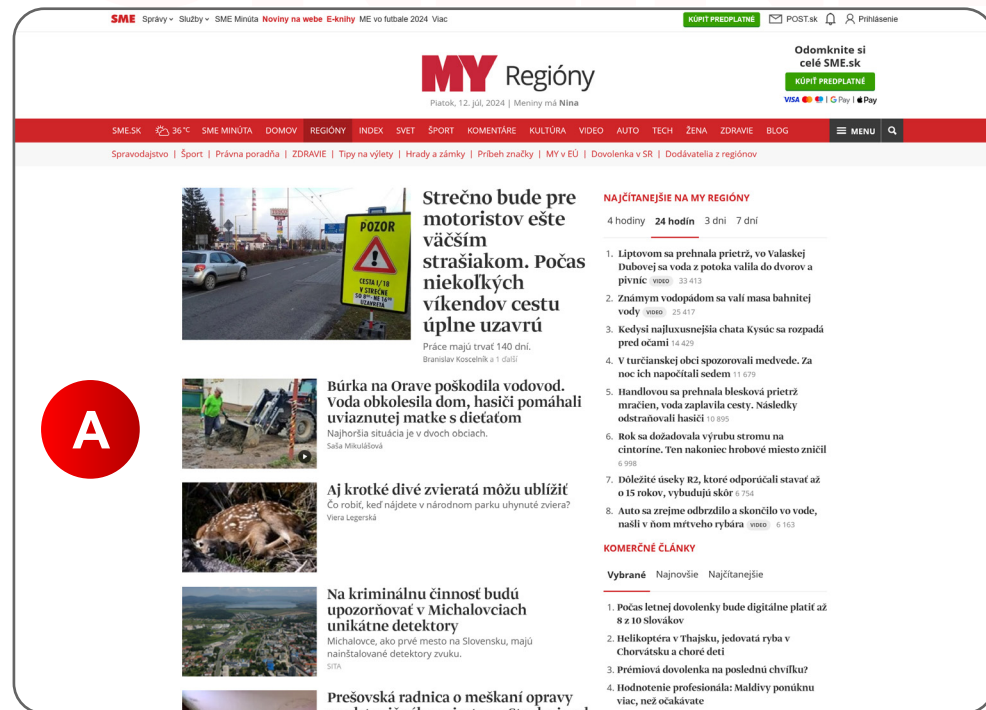 SME Správy Služby SME Minúta Noviny na webe E-knihy ME vo futbale 2024 Viac KÚPIŤ PREDPLATNÉ POST.sk Prihlásenie
MY Regióny
Piatok, 12. júl, 2024 | Meniny má Nina
Odomknite si
celé SME.sk
KÚPIŤ PREDPLATNÉ
VISA | G Pay | Pay
SME.SK 36 °C SME MINÚTA DOMOV REGIÓNY INDEX SVET ŠPORT KOMENTÁRE KULTÚRA VIDEO AUTO TECH ŽENA ZDRAVIE BLOG MENU
Spravodajstvo | Šport | Právna poradňa | ZDRAVIE | Tipy na výlety | Hrady a zámky | Príbeh značky | MY v EÚ | Dovolenka v SR | Dodávatelia z regiónov
POZOR
CESTA I/18
V STREČNE
UZAVRETÁ
Strečno bude pre
motoristov ešte
väčším
strašiakom. Počas
niekoľkých
víkendov cestu
úplne uzavrú
Práce majú trvať 140 dní.
Branislav Koscelník a 1 ďalší
A
Búrka na Orave poškodila vodovod.
Voda obkolesila dom, hasiči pomáhali
uviaznutej matke s dieťaťom
Najhoršia situácia je v dvoch obciach.
Saša Mikulášová
Aj krotké divé zvieratá môžu ublížiť
Čo robiť, keď nájdete v národnom parku uhynuté zviera?
Viera Legerská
Na kriminálnu činnosť budú
upozorňovať v Michalovciach
unikátne detektory
Michalovce, ako prvé mesto na Slovensku, majú
nainštalované detektory zvuku.
SITA
Prešovská radnica o meškaní opravy
NAJČÍTANEJŠIE NA MY REGIÓNY
4 hodiny 24 hodín 3 dni 7 dní
1. Liptovom sa prehnala prietrž, vo Valaskej
Dubovej sa voda z potoka valila do dvorov a
pivníc VIDEO 33 413
2. Známym vodopádom sa valí masa bahnitej
vody VIDEO 25 417
3. Kedysi najluxusnejšia chata Kysúc sa rozpadá
pred očami 14 429
4. V turčianskej obci spozorovali medvede. Za
noc ich napočítali sedem 11 679
5. Handlovou sa prehnala blesková prietrž
mračien, voda zaplavila cesty. Následky
odstraňovali hasiči 10 895
6. Rok sa dožadovala výrubu stromu na
cintoríne. Ten nakoniec hrobové miesto zničil
6 998
7. Dôležité úseky R2, ktoré odporúčali stavať až
o 15 rokov, vybudujú skôr 6 754
8. Auto sa zrejme odbrzdilo a skončilo vo vode,
našli v ňom mŕtveho rybára VIDEO 6 163
KOMERČNÉ ČLÁNKY
Vybrané Najnovšie Najčítanejšie
1. Počas letnej dovolenky bude digitálne platiť až
8 z 10 Slovákov
2. Helikoptéra v Thajsku, jedovatá ryba v
Chorvátsku a choré deti
3. Prémiová dovolenka na poslednú chvíľku?
4. Hodnotenie profesionála: Maldivy ponúknu
viac, než očakávate